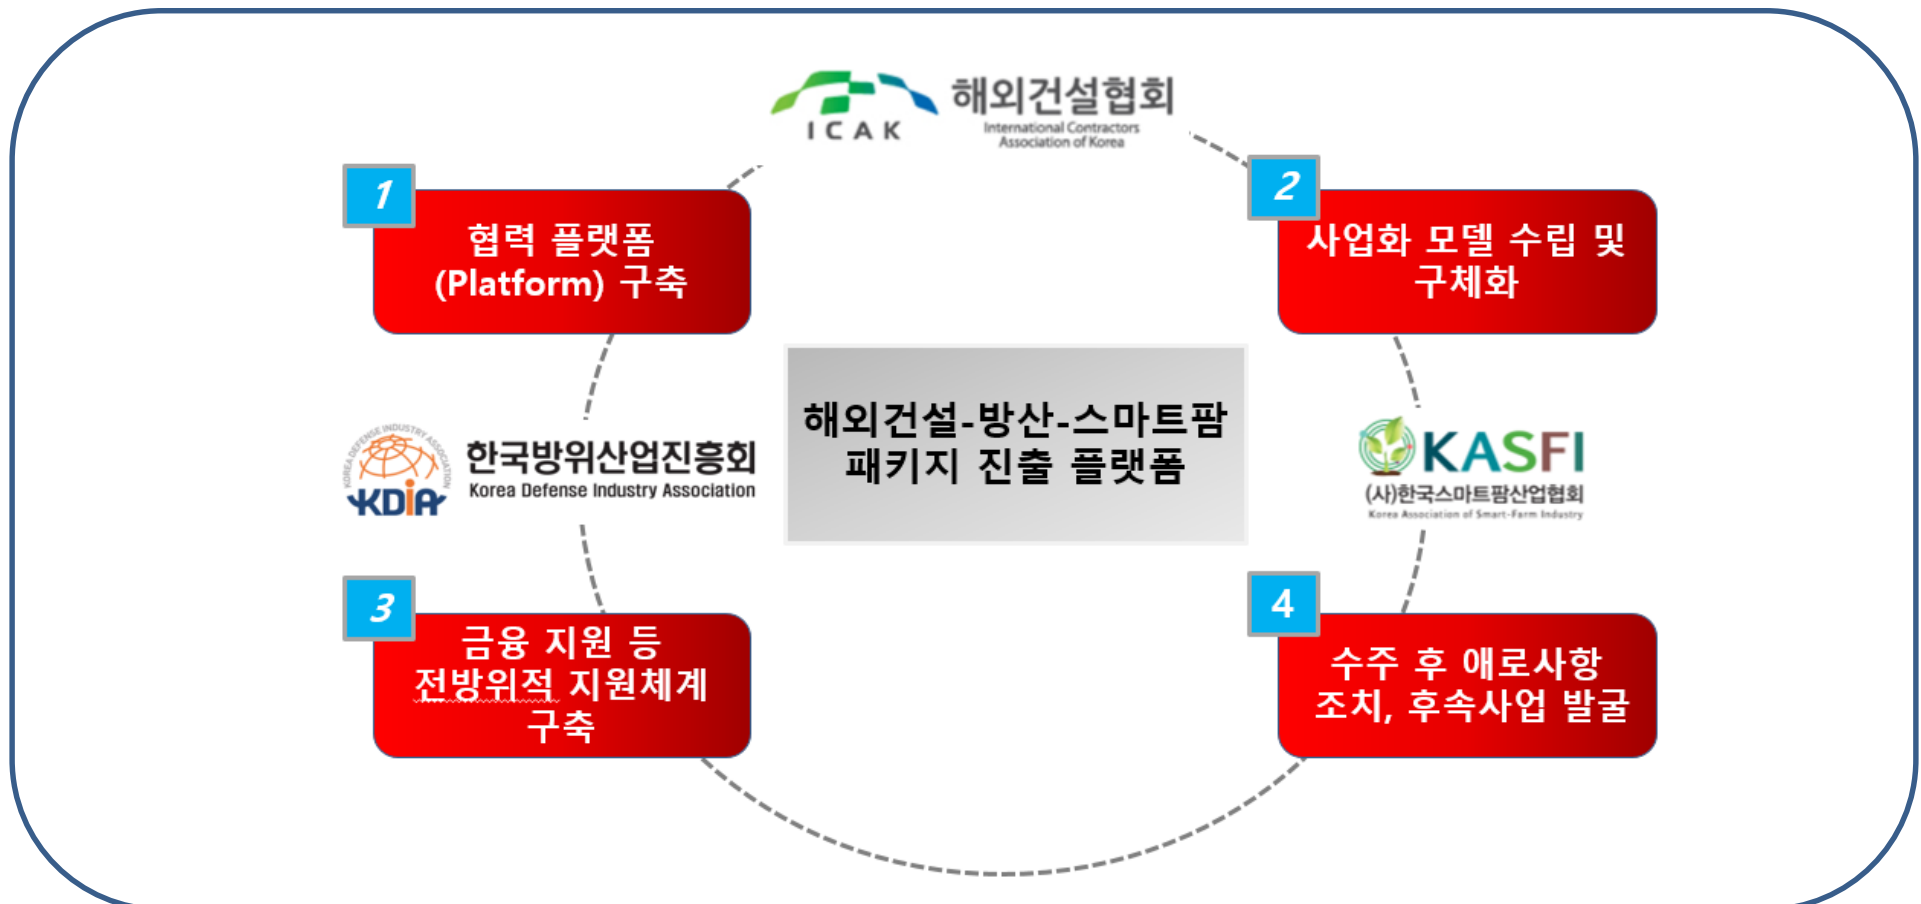 ICAK
해외건설협회
International Contractors
Association of Korea
1
협력 플랫폼
(Platform) 구축
2
사업화 모델 수립 및
구체화
해외건설-방산-스마트팜
패키지 진출 플랫폼
KOREA DEFENSE INDUSTRY ASSOCIATION
KDiA
한국방위산업진흥회
Korea Defense Industry Association
KASFI
(사)한국스마트팜산업협회
Korea Association of Smart-Farm Industry
3
금융 지원 등
전방위적 지원체계
구축
4
수주 후 애로사항
조치, 후속사업 발굴